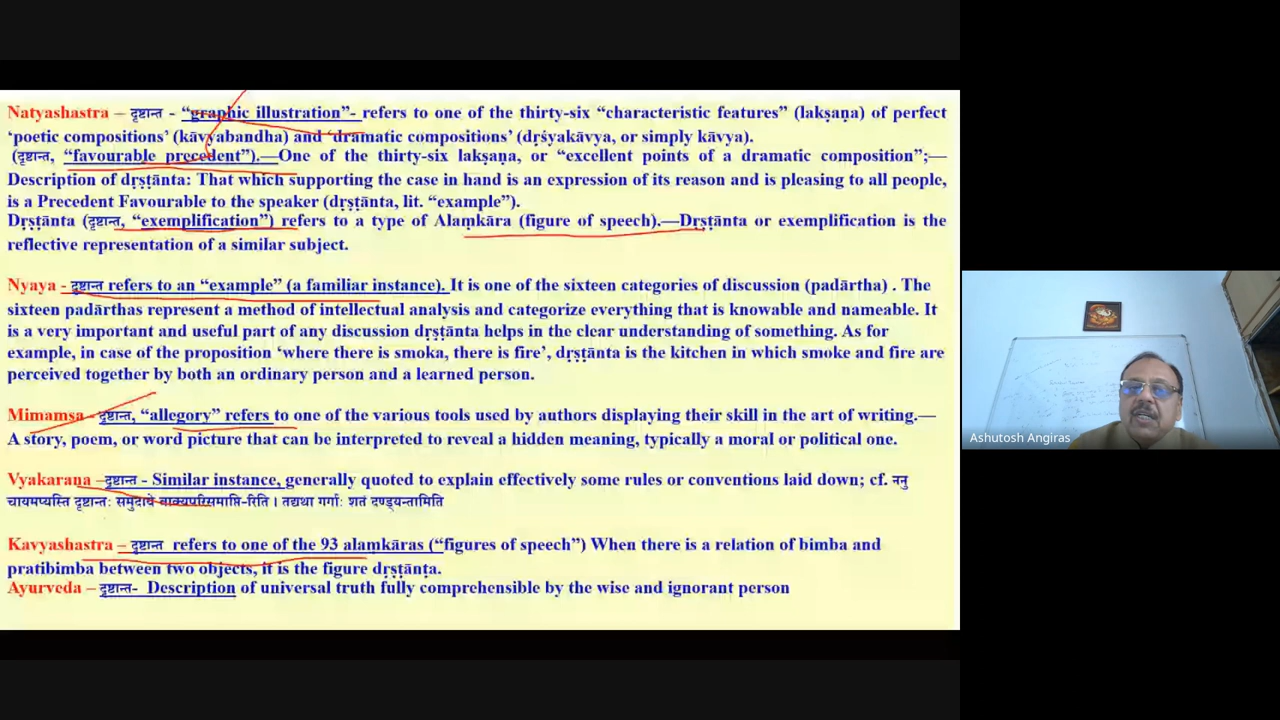 Natyashastra – दृष्टान्त - “graphic illustration”- refers to one of the thirty-six “characteristic features” (lakṣaṇa) of perfect
‘poetic compositions’ (kāvyabandha) and ‘dramatic compositions’ (dṛśyakāvya, or simply kāvya).
(दृष्टान्त, “favourable precedent”).—One of the thirty-six lakṣaṇa, or “excellent points of a dramatic composition”;—
Description of dṛṣṭānta: That which supporting the case in hand is an expression of its reason and is pleasing to all people,
is a Precedent Favourable to the speaker (dṛṣṭānta, lit. “example”).
Dṛṣṭānta (दृष्टान्त, “exemplification”) refers to a type of Alaṃkāra (figure of speech).—Dṛṣṭānta or exemplification is the
reflective representation of a similar subject.
Nyaya - दृष्टान्त refers to an “example” (a familiar instance). It is one of the sixteen categories of discussion (padārtha) . The
sixteen padārthas represent a method of intellectual analysis and categorize everything that is knowable and nameable. It
is a very important and useful part of any discussion dṛṣṭānta helps in the clear understanding of something. As for
example, in case of the proposition ‘where there is smoka, there is fire’, dṛṣṭānta is the kitchen in which smoke and fire are
perceived together by both an ordinary person and a learned person.
Mimamsa - दृष्टान्त, “allegory” refers to one of the various tools used by authors displaying their skill in the art of writing.—
A story, poem, or word picture that can be interpreted to reveal a hidden meaning, typically a moral or political one.
Vyakarana –दृष्टान्त - Similar instance, generally quoted to explain effectively some rules or conventions laid down; cf. ननु
चायमप्यस्ति दृष्टान्तः समुदाये वाक्यपरिसमाप्ति-रिति । तद्यथा गर्गाः शतं दण्ड्यन्तामिति
Kavyashastra – दृष्टान्त refers to one of the 93 alaṃkāras (“figures of speech”) When there is a relation of bimba and
pratibimba between two objects, it is the figure dṛṣṭānṭa.
Ayurveda – दृष्टान्त- Description of universal truth fully comprehensible by the wise and ignorant person
Ashutosh Angiras